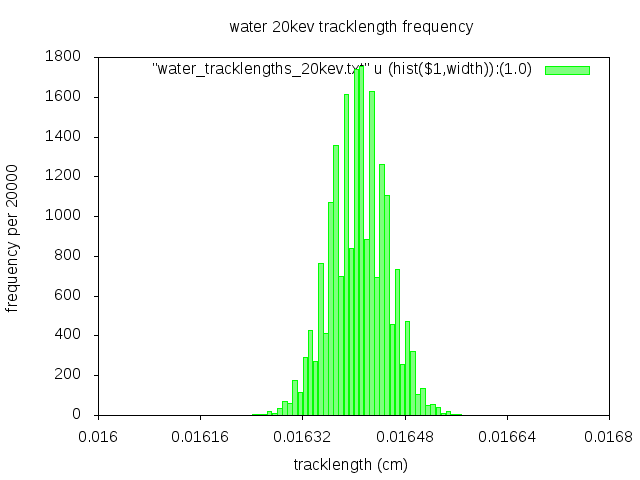 water 20kev tracklength frequency
"water_tracklengths_20kev.txt" u (hist($1,width)):(1.0)
1800
1600
1400
1200
1000
800
600
400
200
0
frequency per 20000
0.016 0.01616 0.01632 0.01648 0.01664 0.0168
tracklength (cm)